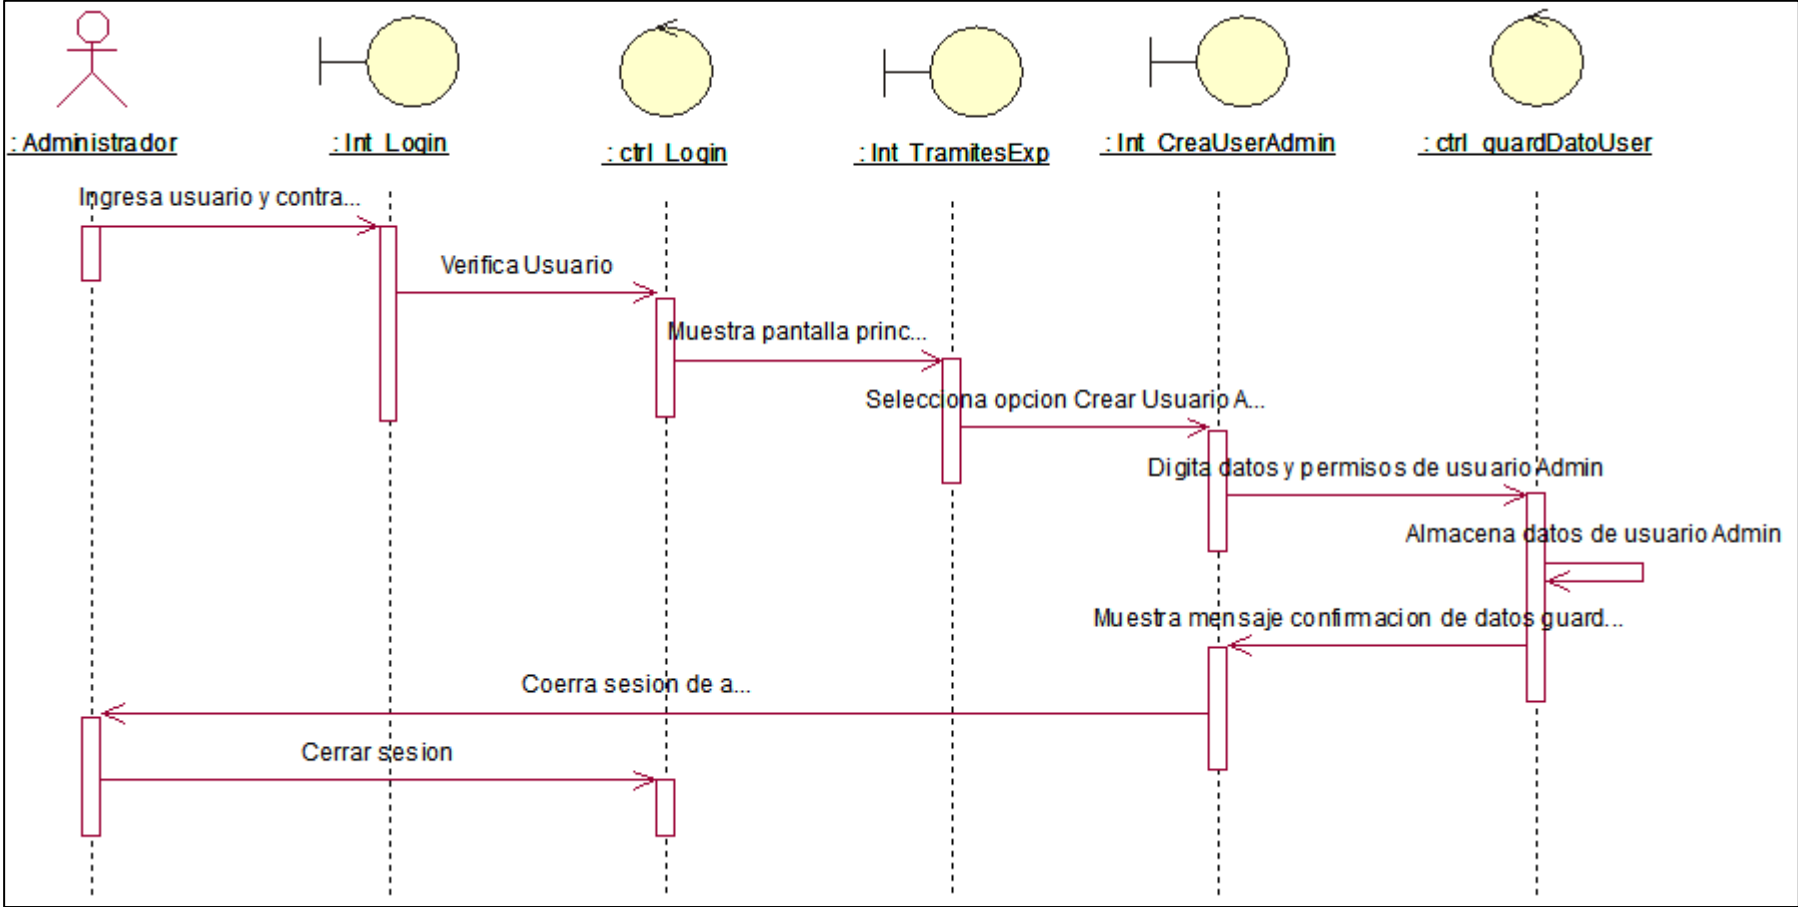 : Administrador
: Int_Login
: ctrl_Login
: Int_TramitesExp
: Int_CreaUserAdmin
: ctrl_guardDatoUser
Ingresa usuario y contra...
Verifica Usuario
Muestra pantalla princ...
Selecciona opcion Crear Usuario A...
Digita datos y permisos de usuario Admin
Almacena datos de usuario Admin
Muestra mensaje confirmacion de datos guard...
Coerra sesion de a...
Cerrar sesion